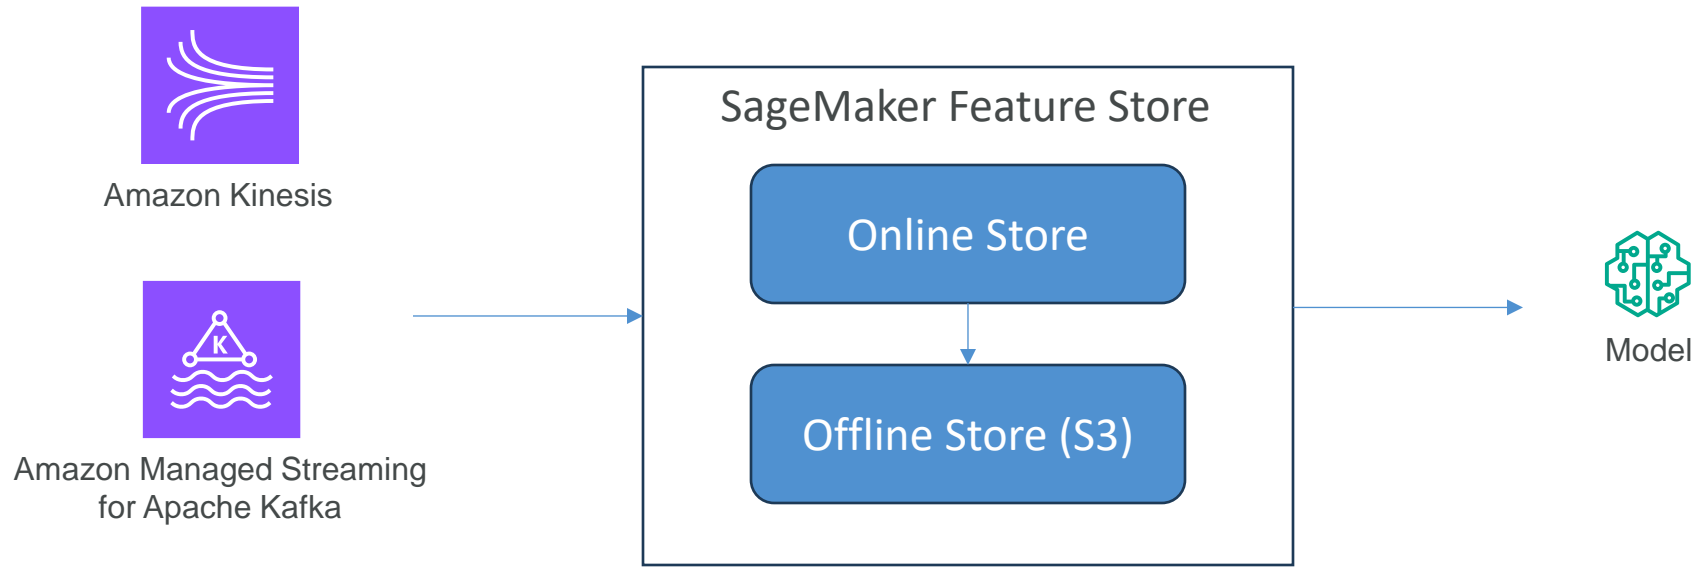 Amazon Kinesis
K
Amazon Managed Streaming
for Apache Kafka
SageMaker Feature Store
Online Store
Offline Store (S3)
Model